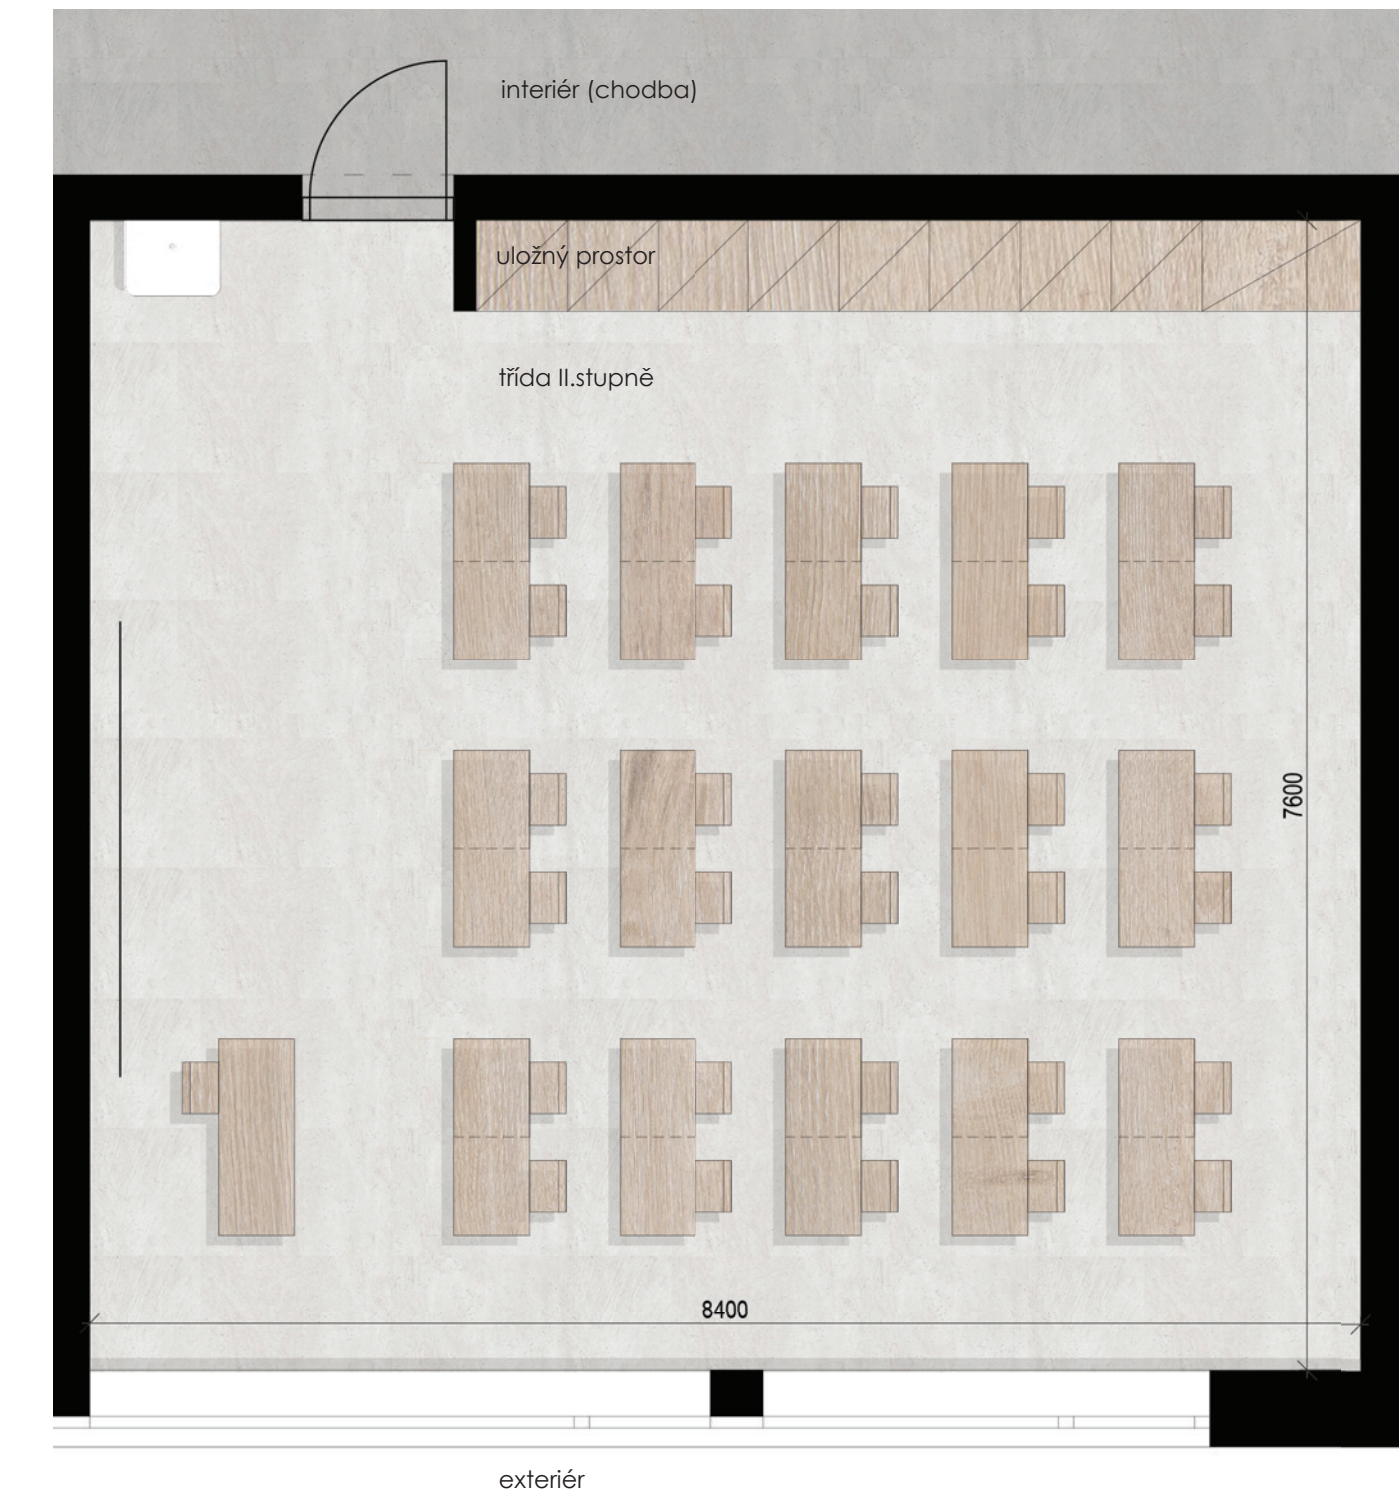 interiér (chodba)
uložný prostor
třída II.stupně
7600
8400
exteriér